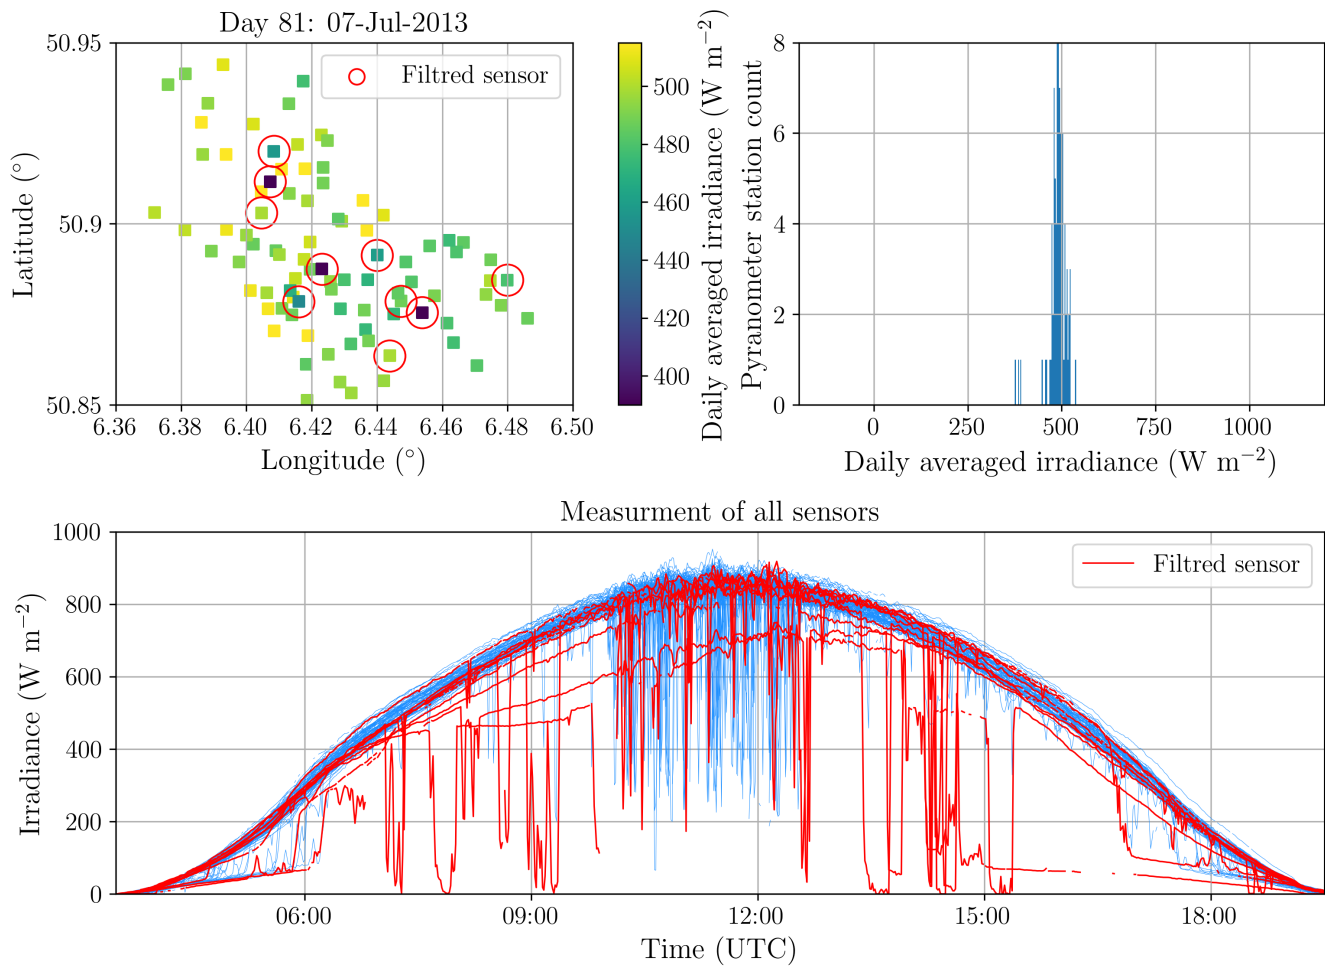 Day 81: 07-Jul-2013
50.95
50.9
50.85
Latitude (°)
6.36 6.38 6.40 6.42 6.44 6.46 6.48 6.50
Longitude (°)
Filtred sensor
500
480
460
440
420
400
Daily averaged irradiance (W m−2)
8
6
4
2
0
Pyranometer station count
0 250 500 750 1000
Daily averaged irradiance (W m−2)
Measurment of all sensors
1000
800
600
400
200
0
Irradiance (W m−2)
Filtred sensor
06:00 09:00 12:00 15:00 18:00
Time (UTC)